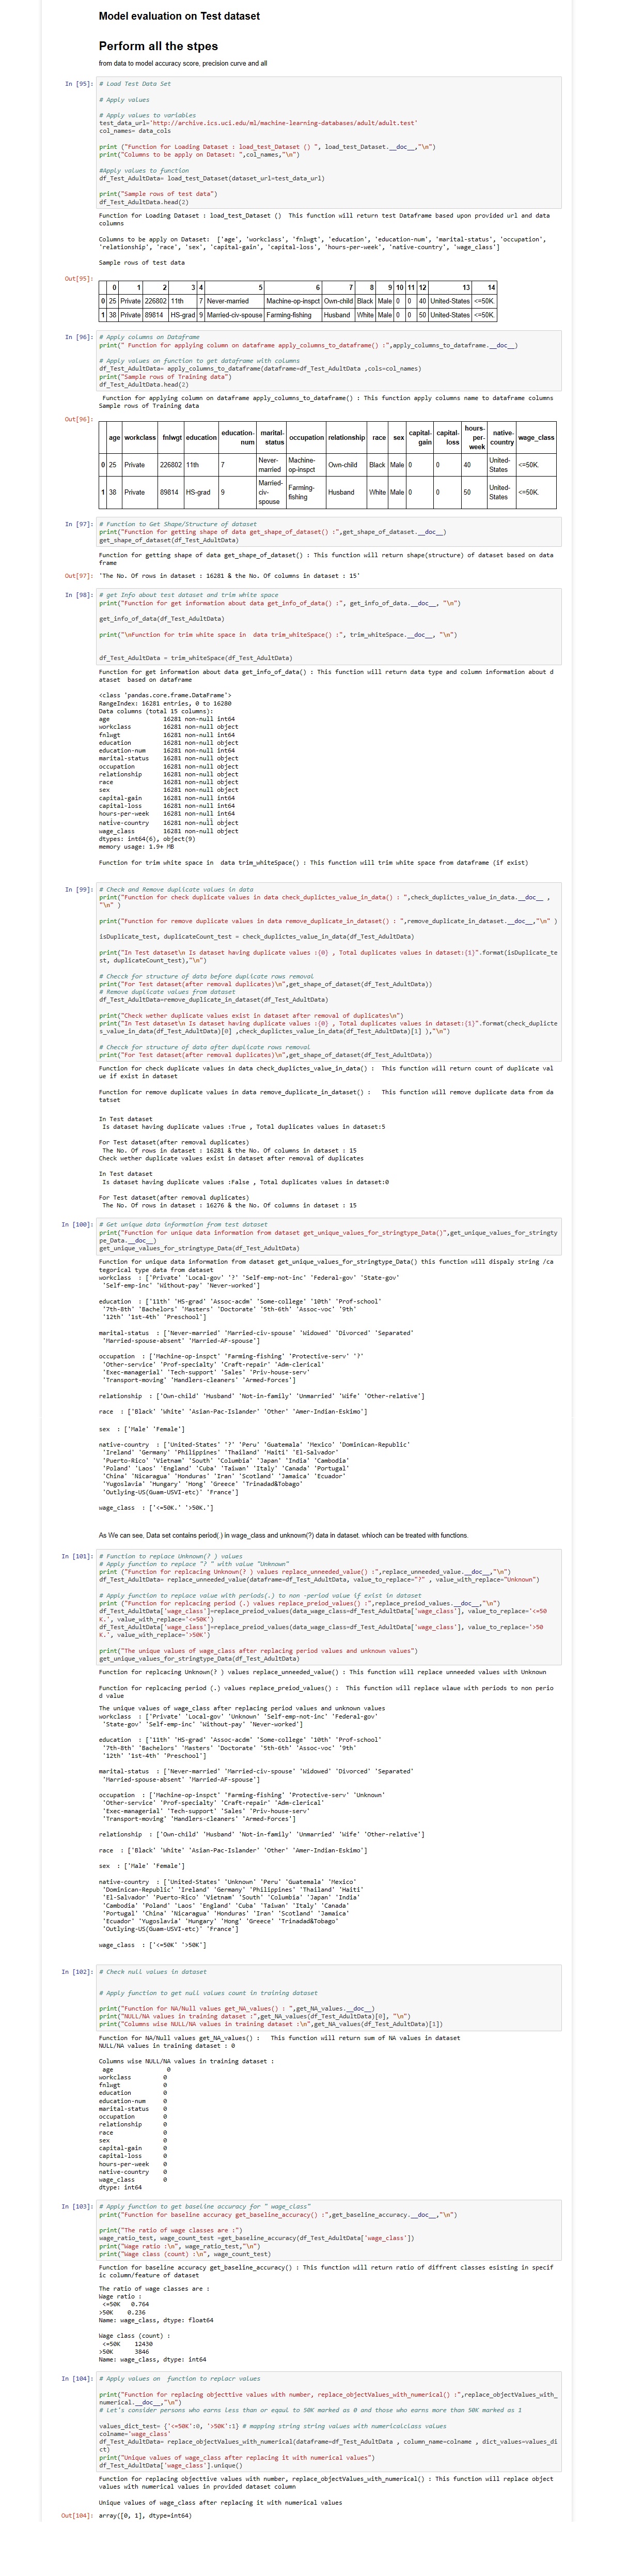 Model evaluation on Test dataset
Perform all the stpes
from data to model accuracy score, precision curve and all
In [95]: # Load Test Data Set
# Apply values
# Apply values to variables
test_data_url='http://archive.ics.uci.edu/ml/machine-learning-databases/adult/adult.test'
col_names= data_cols
print ("Function for Loading Dataset : load_test_Dataset () ", load_test_Dataset.__doc__,"\n")
print("Columns to be apply on Dataset: ",col_names,"\n")
#Apply values to function
df_Test_AdultData= load_test_Dataset(dataset_url=test_data_url)
print("Sample rows of test data")
df_Test_AdultData.head(2)
Function for Loading Dataset : load_test_Dataset ()  This function will return test Dataframe based upon provided url and data
columns
Columns to be apply on Dataset:  ['age', 'workclass', 'fnlwgt', 'education', 'education-num', 'marital-status', 'occupation',
'relationship', 'race', 'sex', 'capital-gain', 'capital-loss', 'hours-per-week', 'native-country', 'wage_class']
Sample rows of test data
Out[95]:
0 1 2 3 4 5 6 7 8 9 10 11 12 13 14
0 25 Private 226802 11th 7 Never-married Machine-op-inspct Own-child Black Male 0 0 40 United-States <=50K.
1 38 Private 89814 HS-grad 9 Married-civ-spouse Farming-fishing Husband White Male 0 0 50 United-States <=50K.
In [96]: # Apply columns on Dataframe
print(" Function for applying column on dataframe apply_columns_to_dataframe() :",apply_columns_to_dataframe.__doc__)
# Apply values on function to get dataframe with columns
df_Test_AdultData= apply_columns_to_dataframe(dataframe=df_Test_AdultData ,cols=col_names)
print("Sample rows of Training data")
df_Test_AdultData.head(2)
Function for applying column on dataframe apply_columns_to_dataframe() : This function apply columns name to dataframe columns
Sample rows of Training data
Out[96]:
age workclass fnlwgt education education-num marital-status occupation relationship race sex capital-gain capital-loss hours-per-week native-country wage_class
0 25 Private 226802 11th 7 Never-married Machine-op-inspct Own-child Black Male 0 0 40 United-States <=50K.
1 38 Private 89814 HS-grad 9 Married-civ-spouse Farming-fishing Husband White Male 0 0 50 United-States <=50K.
In [97]: # Function to Get Shape/Structure of dataset
print("Function for getting shape of data get_shape_of_dataset() :",get_shape_of_dataset.__doc__)
get_shape_of_dataset(df_Test_AdultData)
Function for getting shape of data get_shape_of_dataset() : This function will return shape(structure) of dataset based on data
frame
Out[97]: 'The No. Of rows in dataset : 16281 & the No. Of columns in dataset : 15'
In [98]: # get Info about test dataset and trim white space
print("Function for get information about data get_info_of_data() :", get_info_of_data.__doc__, "\n")
get_info_of_data(df_Test_AdultData)
print("\nFunction for trim white space in  data trim_whiteSpace() :", trim_whiteSpace.__doc__, "\n")
df_Test_AdultData = trim_whiteSpace(df_Test_AdultData)
Function for get information about data get_info_of_data() : This function will return data type and column information about d
ataset  based on dataframe
<class 'pandas.core.frame.DataFrame'>
RangeIndex: 16281 entries, 0 to 16280
Data columns (total 15 columns):
age 16281 non-null int64
workclass 16281 non-null object
fnlwgt 16281 non-null int64
education 16281 non-null object
education-num 16281 non-null int64
marital-status 16281 non-null object
occupation 16281 non-null object
relationship 16281 non-null object
race 16281 non-null object
sex 16281 non-null object
capital-gain 16281 non-null int64
capital-loss 16281 non-null int64
hours-per-week 16281 non-null int64
native-country 16281 non-null object
wage_class 16281 non-null object
dtypes: int64(6), object(9)
memory usage: 1.9+ MB
Function for trim white space in  data trim_whiteSpace() : This function will trim white space from dataframe (if exist)
In [99]: # Check and Remove duplicate values in data
print("Function for check duplicate values in data check_duplictes_value_in_data() : ",check_duplictes_value_in_data.__doc__ ,
"\n" )
print("Function for remove duplicate values in data remove_duplicate_in_dataset() : ",remove_duplicate_in_dataset.__doc__,"\n" )
isDuplicate_test, duplicateCount_test = check_duplictes_value_in_data(df_Test_AdultData)
print("In Test dataset\n Is dataset having duplicate values :{0} , Total duplicates values in dataset:{1}".format(isDuplicate_te
st, duplicateCount_test),"\n")
# Checck for structure of data before duplicate rows removal
print("For Test dataset(after removal duplicates)\n",get_shape_of_dataset(df_Test_AdultData))
# Remove duplicate values from dataset
df_Test_AdultData=remove_duplicate_in_dataset(df_Test_AdultData)
print("Check wether duplicate values exist in dataset after removal of duplicates\n")
print("In Test dataset\n Is dataset having duplicate values :{0} , Total duplicates values in dataset:{1}".format(check_duplicte
s_value_in_data(df_Test_AdultData)[0] ,check_duplictes_value_in_data(df_Test_AdultData)[1] ),"\n")
# Checck for structure of data after duplicate rows removal
print("For Test dataset(after removal duplicates)\n",get_shape_of_dataset(df_Test_AdultData))
Function for check duplicate values in data check_duplictes_value_in_data() :  This function will return count of duplicate val
ue if exist in dataset
Function for remove duplicate values in data remove_duplicate_in_dataset() :   This function will remove duplicate data from da
tatset
In Test dataset
Is dataset having duplicate values :True , Total duplicates values in dataset:5
For Test dataset(after removal duplicates)
The No. Of rows in dataset : 16281 & the No. Of columns in dataset : 15
Check wether duplicate values exist in dataset after removal of duplicates
In Test dataset
Is dataset having duplicate values :False , Total duplicates values in dataset:0
For Test dataset(after removal duplicates)
The No. Of rows in dataset : 16276 & the No. Of columns in dataset : 15
In [100]: # Get unique data information from test dataset
print("Function for unique data information from dataset get_unique_values_for_stringtype_Data()",get_unique_values_for_stringty
pe_Data.__doc__)
get_unique_values_for_stringtype_Data(df_Test_AdultData)
Function for unique data information from dataset get_unique_values_for_stringtype_Data() this function will dispaly string /ca
tegorical type data from dataset
workclass  : ['Private' 'Local-gov' '?' 'Self-emp-not-inc' 'Federal-gov' 'State-gov'
'Self-emp-inc' 'Without-pay' 'Never-worked']
education  : ['11th' 'HS-grad' 'Assoc-acdm' 'Some-college' '10th' 'Prof-school'
'7th-8th' 'Bachelors' 'Masters' 'Doctorate' '5th-6th' 'Assoc-voc' '9th'
'12th' '1st-4th' 'Preschool']
marital-status  : ['Never-married' 'Married-civ-spouse' 'Widowed' 'Divorced' 'Separated'
'Married-spouse-absent' 'Married-AF-spouse']
occupation  : ['Machine-op-inspct' 'Farming-fishing' 'Protective-serv' '?'
'Other-service' 'Prof-specialty' 'Craft-repair' 'Adm-clerical'
'Exec-managerial' 'Tech-support' 'Sales' 'Priv-house-serv'
'Transport-moving' 'Handlers-cleaners' 'Armed-Forces']
relationship  : ['Own-child' 'Husband' 'Not-in-family' 'Unmarried' 'Wife' 'Other-relative']
race  : ['Black' 'White' 'Asian-Pac-Islander' 'Other' 'Amer-Indian-Eskimo']
sex  : ['Male' 'Female']
native-country  : ['United-States' '?' 'Peru' 'Guatemala' 'Mexico' 'Dominican-Republic'
'Ireland' 'Germany' 'Philippines' 'Thailand' 'Haiti' 'El-Salvador'
'Puerto-Rico' 'Vietnam' 'South' 'Columbia' 'Japan' 'India' 'Cambodia'
'Poland' 'Laos' 'England' 'Cuba' 'Taiwan' 'Italy' 'Canada' 'Portugal'
'China' 'Nicaragua' 'Honduras' 'Iran' 'Scotland' 'Jamaica' 'Ecuador'
'Yugoslavia' 'Hungary' 'Hong' 'Greece' 'Trinadad&Tobago'
'Outlying-US(Guam-USVI-etc)' 'France']
wage_class  : ['<=50K.' '>50K.']
As We can see, Data set contains period(.) in wage_class and unknown(?) data in dataset. whioch can be treated with functions.
In [101]: # Function to replace Unknown(? ) values
# Apply function to replace "? " with value "Unknown"
print ("Function for replcacing Unknown(? ) values replace_unneeded_value() :",replace_unneeded_value.__doc__,"\n")
df_Test_AdultData= replace_unneeded_value(dataframe=df_Test_AdultData, value_to_replace="?" , value_with_replace="Unknown")
# Apply function to replace value with periods(.) to non -period value if exist in dataset
print ("Function for replcacing period (.) values replace_preiod_values() :",replace_preiod_values.__doc__,"\n")
df_Test_AdultData['wage_class']=replace_preiod_values(data_wage_class=df_Test_AdultData['wage_class'], value_to_replace='<=50
K.', value_with_replace='<=50K')
df_Test_AdultData['wage_class']=replace_preiod_values(data_wage_class=df_Test_AdultData['wage_class'], value_to_replace='>50
K.', value_with_replace='>50K')
print("The unique values of wage_class after replacing period values and unknown values")
get_unique_values_for_stringtype_Data(df_Test_AdultData)
Function for replcacing Unknown(? ) values replace_unneeded_value() : This function will replace unneeded values with Unknown
Function for replcacing period (.) values replace_preiod_values() :  This function will replace wlaue with periods to non perio
d value
The unique values of wage_class after replacing period values and unknown values
workclass  : ['Private' 'Local-gov' 'Unknown' 'Self-emp-not-inc' 'Federal-gov'
'State-gov' 'Self-emp-inc' 'Without-pay' 'Never-worked']
education  : ['11th' 'HS-grad' 'Assoc-acdm' 'Some-college' '10th' 'Prof-school'
'7th-8th' 'Bachelors' 'Masters' 'Doctorate' '5th-6th' 'Assoc-voc' '9th'
'12th' '1st-4th' 'Preschool']
marital-status  : ['Never-married' 'Married-civ-spouse' 'Widowed' 'Divorced' 'Separated'
'Married-spouse-absent' 'Married-AF-spouse']
occupation  : ['Machine-op-inspct' 'Farming-fishing' 'Protective-serv' 'Unknown'
'Other-service' 'Prof-specialty' 'Craft-repair' 'Adm-clerical'
'Exec-managerial' 'Tech-support' 'Sales' 'Priv-house-serv'
'Transport-moving' 'Handlers-cleaners' 'Armed-Forces']
relationship  : ['Own-child' 'Husband' 'Not-in-family' 'Unmarried' 'Wife' 'Other-relative']
race  : ['Black' 'White' 'Asian-Pac-Islander' 'Other' 'Amer-Indian-Eskimo']
sex  : ['Male' 'Female']
native-country  : ['United-States' 'Unknown' 'Peru' 'Guatemala' 'Mexico'
'Dominican-Republic' 'Ireland' 'Germany' 'Philippines' 'Thailand' 'Haiti'
'El-Salvador' 'Puerto-Rico' 'Vietnam' 'South' 'Columbia' 'Japan' 'India'
'Cambodia' 'Poland' 'Laos' 'England' 'Cuba' 'Taiwan' 'Italy' 'Canada'
'Portugal' 'China' 'Nicaragua' 'Honduras' 'Iran' 'Scotland' 'Jamaica'
'Ecuador' 'Yugoslavia' 'Hungary' 'Hong' 'Greece' 'Trinadad&Tobago'
'Outlying-US(Guam-USVI-etc)' 'France']
wage_class  : ['<=50K' '>50K']
In [102]: # Check null values in dataset
# Apply function to get null values count in training dataset
print("Function for NA/Null values get_NA_values() : ",get_NA_values.__doc__)
print("NULL/NA values in training dataset :",get_NA_values(df_Test_AdultData)[0], "\n")
print("Columns wise NULL/NA values in training dataset :\n",get_NA_values(df_Test_AdultData)[1])
Function for NA/Null values get_NA_values() :   This function will return sum of NA values in dataset
NULL/NA values in training dataset : 0
Columns wise NULL/NA values in training dataset :
age 0
workclass 0
fnlwgt 0
education 0
education-num 0
marital-status 0
occupation 0
relationship 0
race 0
sex 0
capital-gain 0
capital-loss 0
hours-per-week 0
native-country 0
wage_class 0
dtype: int64
In [103]: # Apply function to get baseline accuracy for " wage_class"
print("Function for baseline accuracy get_baseline_accuracy() :",get_baseline_accuracy.__doc__,"\n")
print("The ratio of wage classes are :")
wage_ratio_test, wage_count_test =get_baseline_accuracy(df_Test_AdultData['wage_class'])
print("Wage ratio :\n", wage_ratio_test,"\n")
print("Wage class (count) :\n", wage_count_test)
Function for baseline accuracy get_baseline_accuracy() : This function will return ratio of diffrent classes esisting in specif
ic column/feature of dataset
The ratio of wage classes are :
Wage ratio :
<=50K 0.764
>50K 0.236
Name: wage_class, dtype: float64
Wage class (count) :
<=50K 12430
>50K 3846
Name: wage_class, dtype: int64
In [104]: # Apply values on  function to replacr values
print("Function for replacing objecttive values with number, replace_objectValues_with_numerical() :",replace_objectValues_with_
numerical.__doc__,"\n")
# Let's consider persons who earns less than or eqaul to 50K marked as 0 and those who earns more than 50K marked as 1
values_dict_test= {'<=50K':0, '>50K':1} # mapping string string values with numericalclass values
colname='wage_class'
df_Test_AdultData= replace_objectValues_with_numerical(dataframe=df_Test_AdultData , column_name=colname , dict_values=values_di
ct)
print("Unique values of wage_class after replacing it with numerical values")
df_Test_AdultData['wage_class'].unique()
Function for replacing objecttive values with number, replace_objectValues_with_numerical() : This function will replace object
values with numerical values in provided dataset column
Unique values of wage_class after replacing it with numerical values
Out[104]: array([0, 1], dtype=int64)